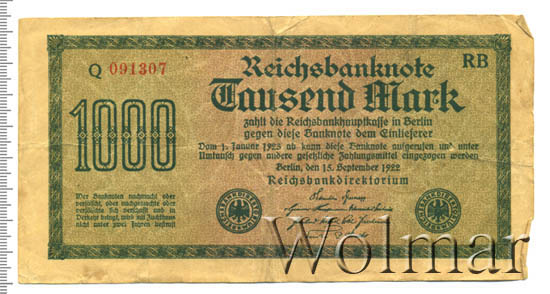 Q 091307
Reichsbanknote
RB
Tausend Mark
1000
zahlt die Reichsbankhauptkasse in Berlin
gegen diese Banknote dem Einlieferer
Vom 1. Januar 1923 ab kann diese Banknote aufgerufen und unter
Umtausch gegen andere gesetzliche Zahlungsmittel eingezogen werden
Berlin, den 15. September 1922
Reichsbankdirektorium
Wer Banknoten nachmacht oder
verfälscht, oder nachgemachte oder
verfälschte sich verschafft und in
Verkehr bringt, wird mit Zuchthaus
nicht unter zwei Jahren bestraft
Wolmar